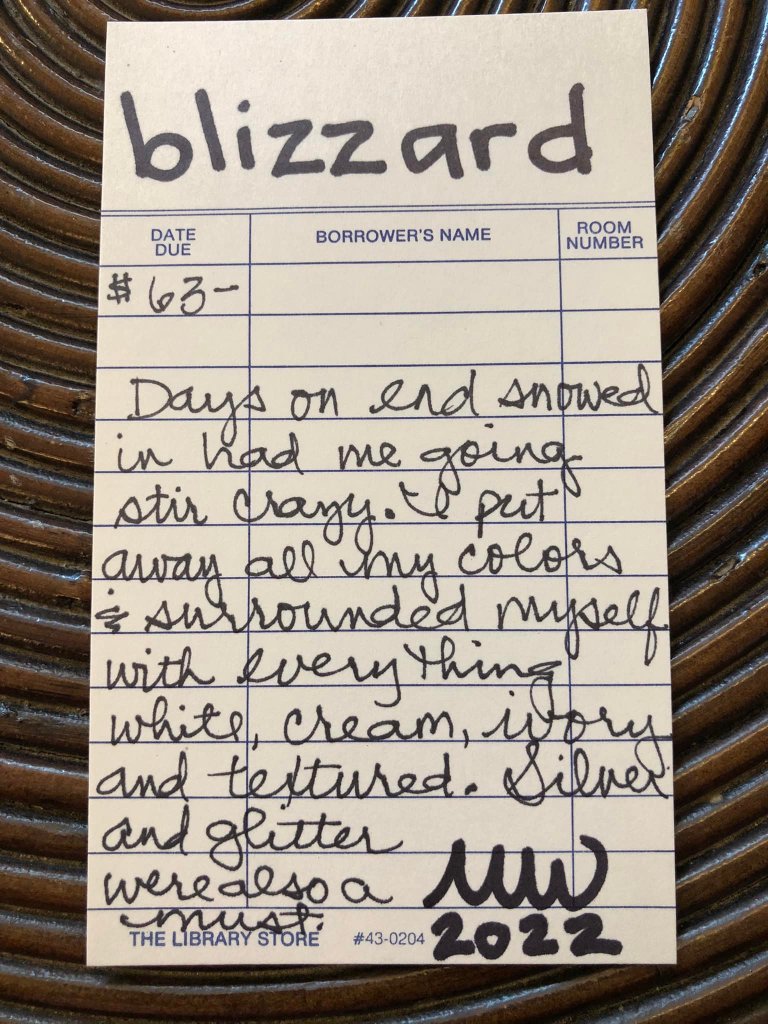 blizzard
DATE DUE
BORROWER'S NAME
ROOM NUMBER
$63-
Days on end snowed
in had me going
stir crazy. I put
away all my colors
& surrounded myself
with everything
white, cream, ivory
and textured. Silver
and glitter
were also a
must.
MW
2022
THE LIBRARY STORE #43-0204